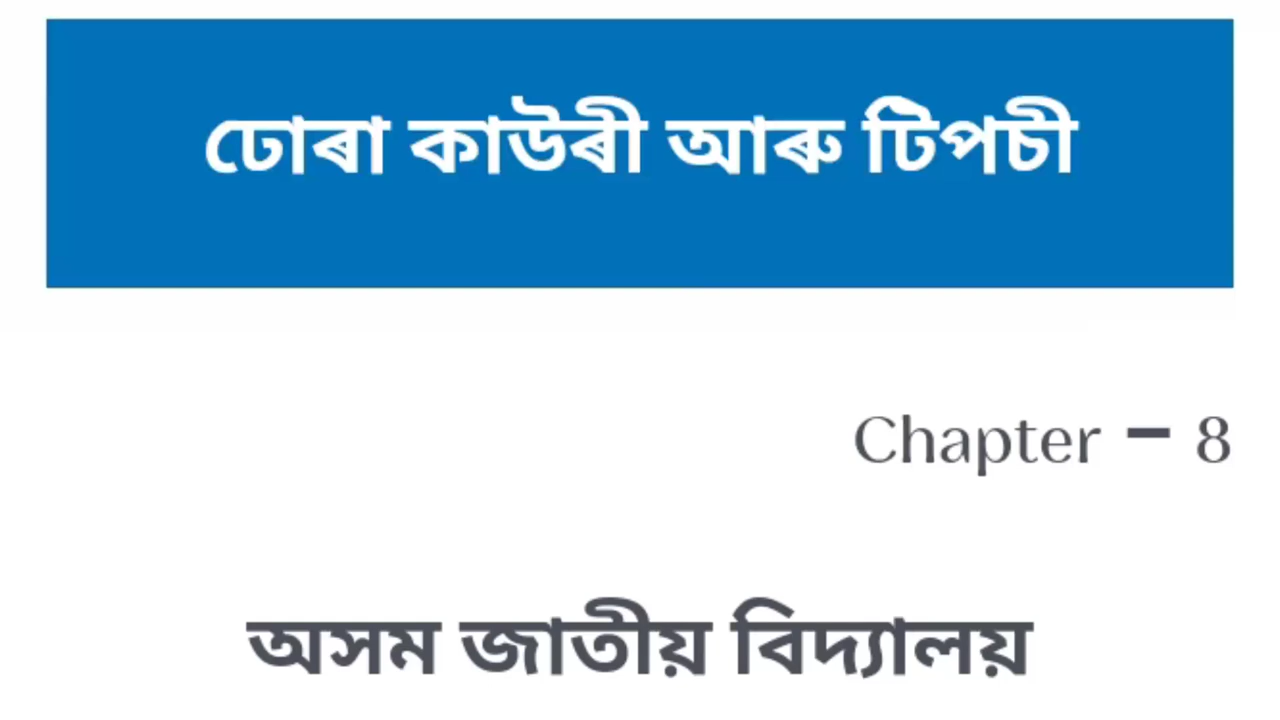 ঢোৰা কাউৰী আৰু টিপচী
Chapter – 8
অসম জাতীয় বিদ্যালয়